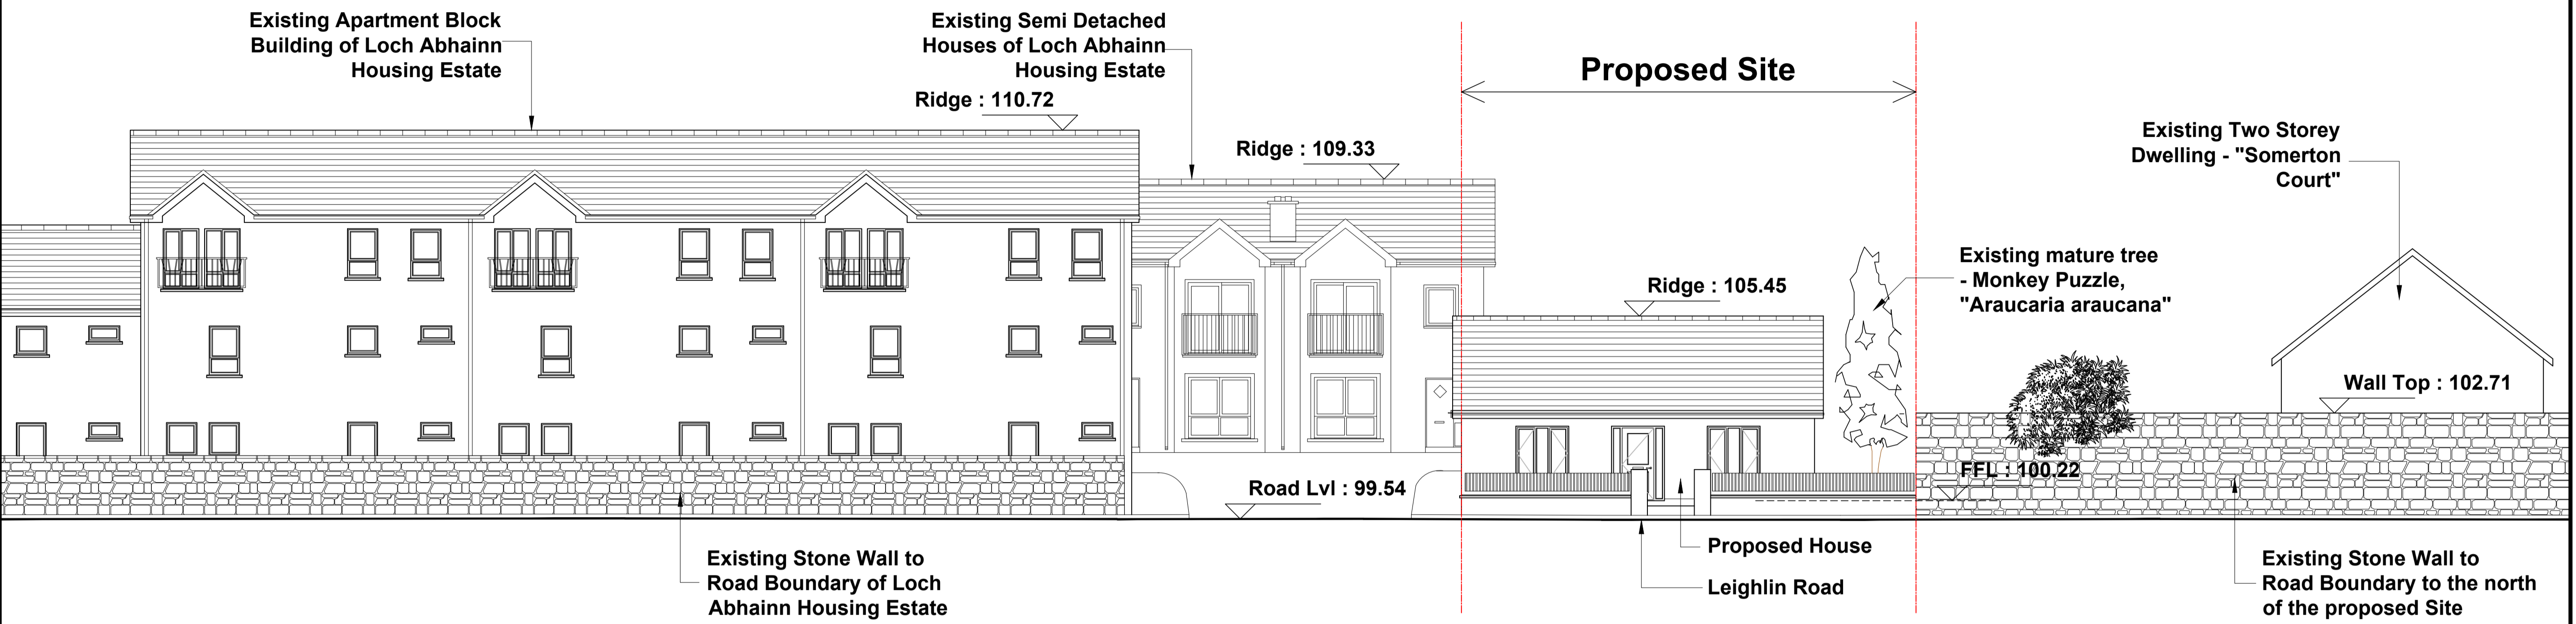 Existing Apartment Block
Building of Loch Abhainn
Housing Estate
Existing Semi Detached
Houses of Loch Abhainn
Housing Estate
Ridge : 110.72
Ridge : 109.33
Proposed Site
Existing Two Storey
Dwelling - "Somerton
Court"
Existing mature tree
- Monkey Puzzle,
"Araucaria araucana"
Ridge : 105.45
Wall Top : 102.71
FFL : 100.22
Road Lvl : 99.54
Existing Stone Wall to
Road Boundary of Loch
Abhainn Housing Estate
Proposed House
Leighlin Road
Existing Stone Wall to
Road Boundary to the north
of the proposed Site